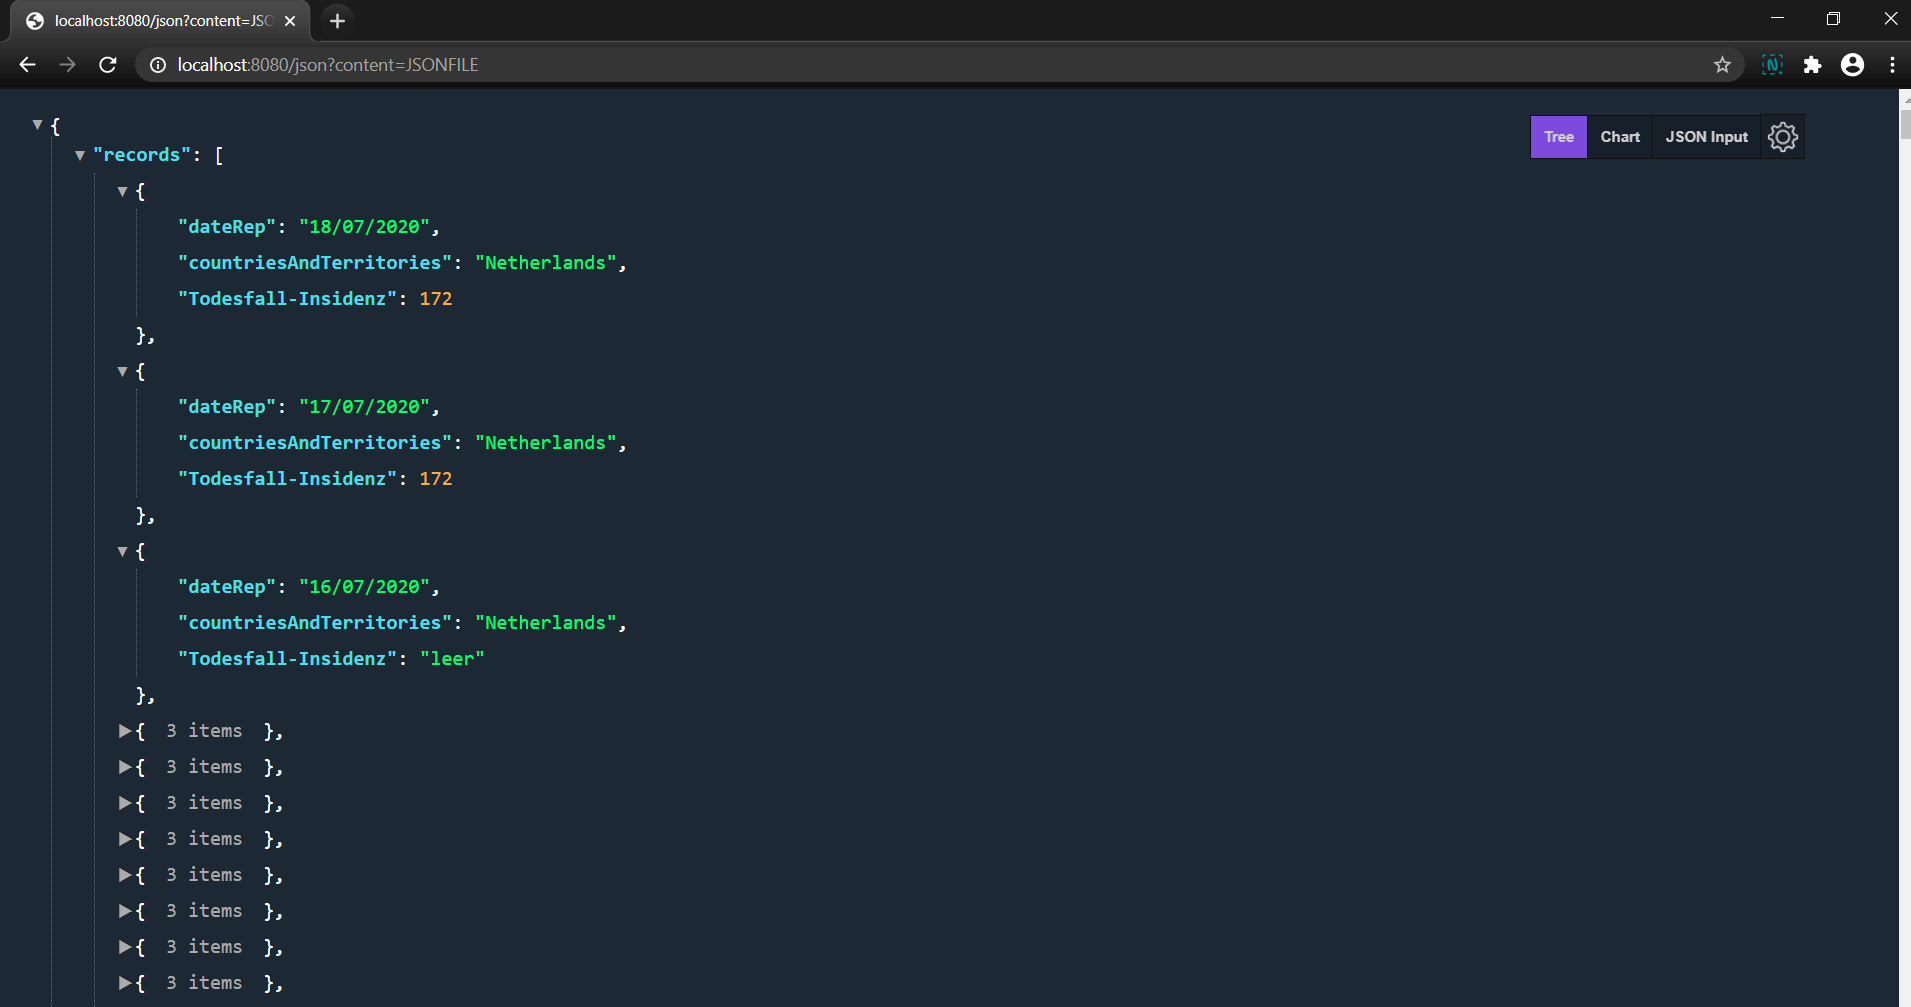 localhost:8080/json?content=JSO
localhost:8080/json?content=JSONFILE
{
"records": [
Tree Chart JSON Input
{
"dateRep": "18/07/2020",
"countriesAndTerritories": "Netherlands",
"Todesfall-Insidenz": 172
},
{
"dateRep": "17/07/2020",
"countriesAndTerritories": "Netherlands",
"Todesfall-Insidenz": 172
},
{
"dateRep": "16/07/2020",
"countriesAndTerritories": "Netherlands",
"Todesfall-Insidenz": "leer"
},
{ 3 items },
{ 3 items },
{ 3 items },
{ 3 items },
{ 3 items },
{ 3 items },
{ 3 items },
{ 3 items },